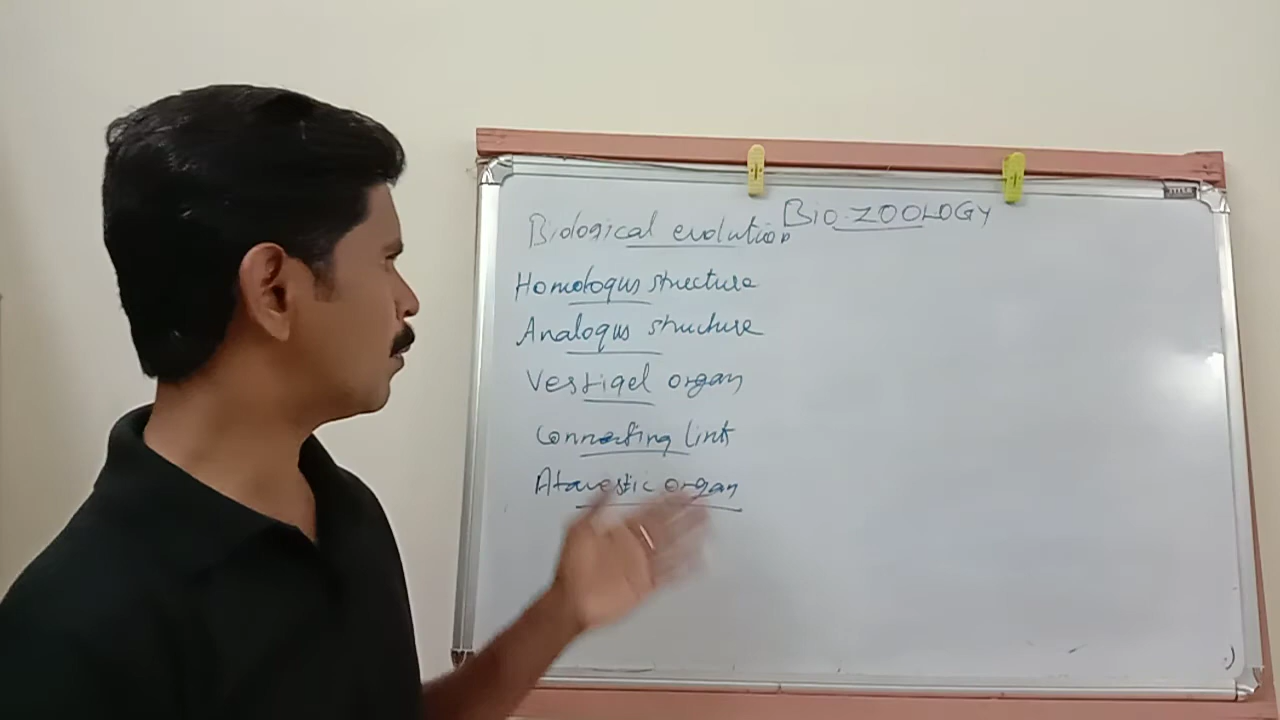 Bio. ZOOLOGY
Biological evolution
Homologus structure
Analogus structure
Vestigel organ
Connecting link
Atavestic organ